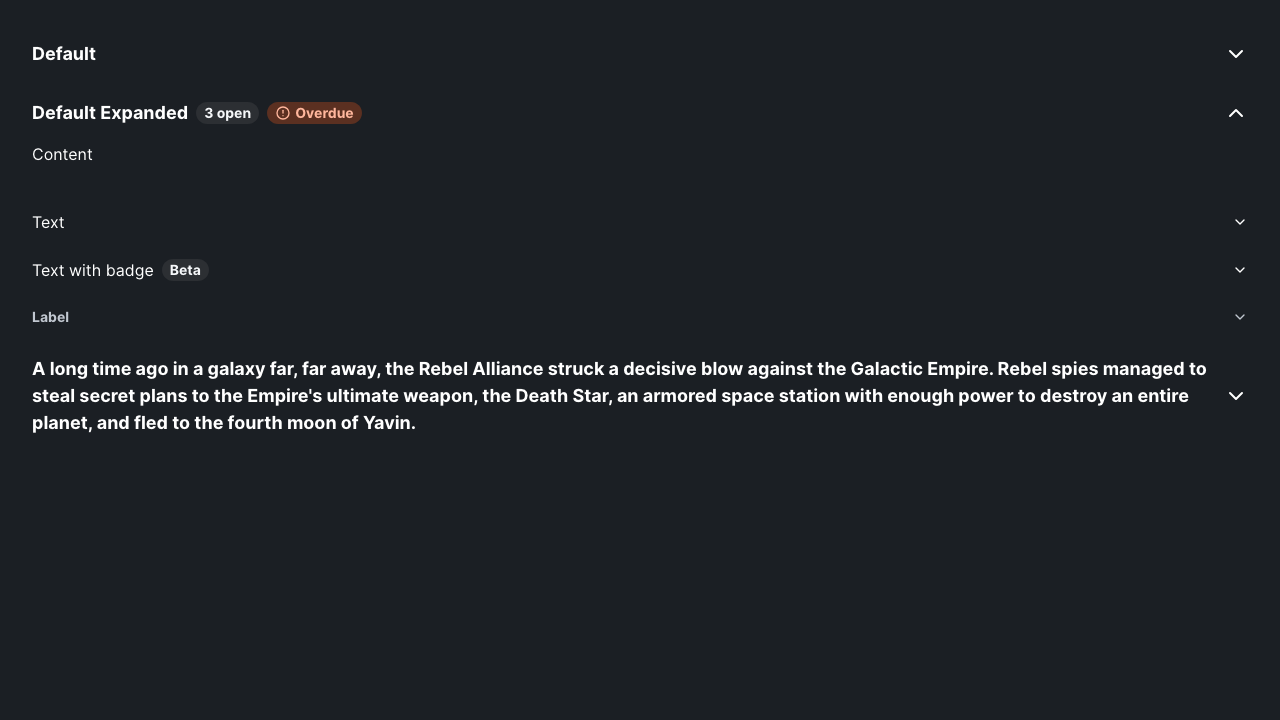 Default
Default Expanded 3 open Overdue
Content
Text
Text with badge Beta
Label
A long time ago in a galaxy far, far away, the Rebel Alliance struck a decisive blow against the Galactic Empire. Rebel spies managed to
steal secret plans to the Empire's ultimate weapon, the Death Star, an armored space station with enough power to destroy an entire
planet, and fled to the fourth moon of Yavin.